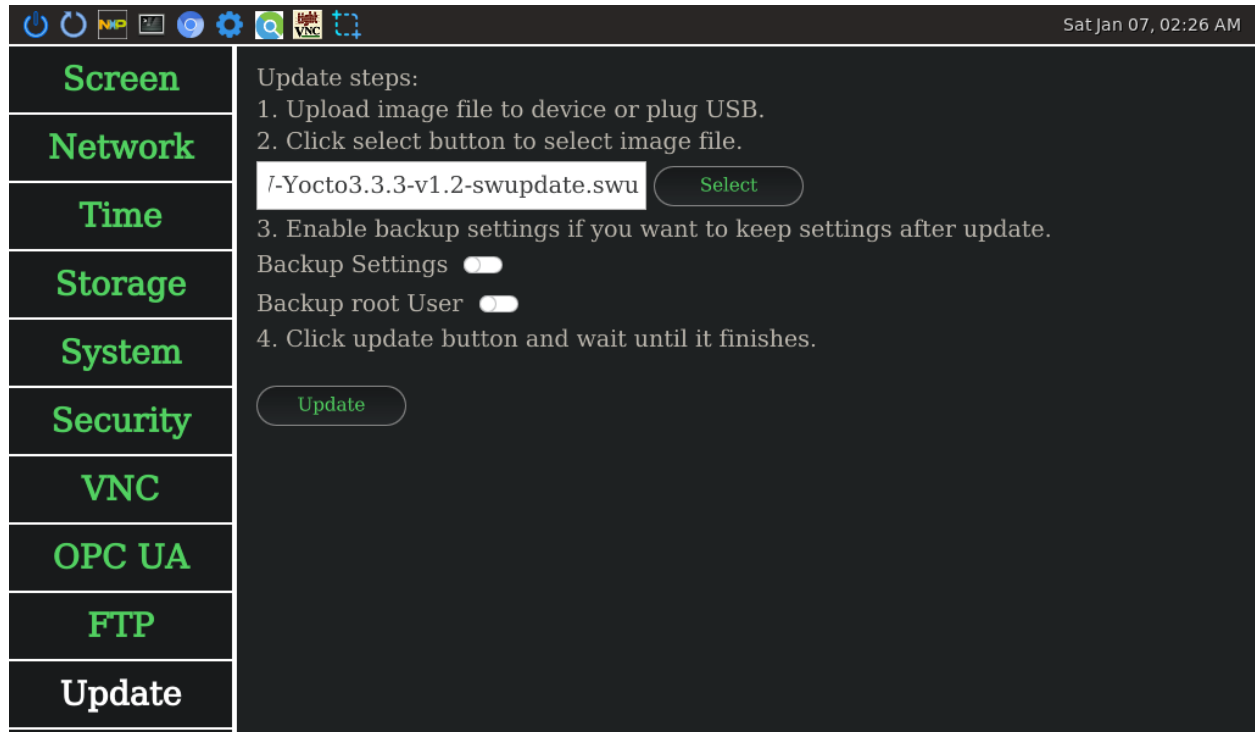 NXP
tight
VNC
Sat Jan 07, 02:26 AM
Screen
Network
Time
Storage
System
Security
VNC
OPC UA
FTP
Update
Update steps:
1. Upload image file to device or plug USB.
2. Click select button to select image file.
/-Yocto3.3.3-v1.2-swupdate.swu
Select
3. Enable backup settings if you want to keep settings after update.
Backup Settings
Backup root User
4. Click update button and wait until it finishes.
Update